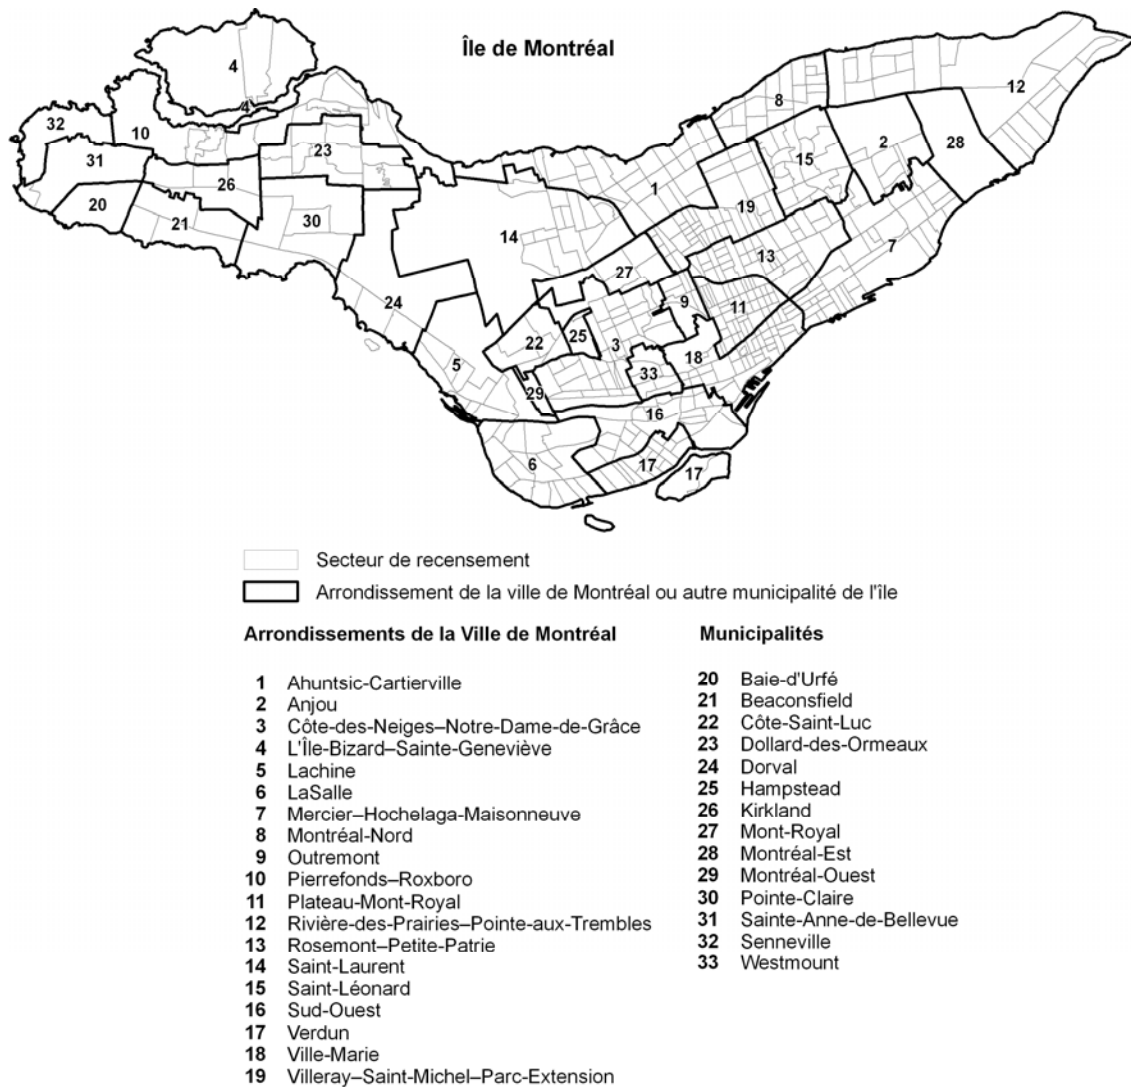 Île de Montréal
4
12
8
4
32
10
2
23
28
15
31
1
26
20
19
30
21
14
7
13
27
24
9
11
22
25
3
18
5
33
29
16
6
17
17
Secteur de recensement
Arrondissement de la ville de Montréal ou autre municipalité de l'île
Arrondissements de la Ville de Montréal
1 Ahuntsic-Cartierville
2 Anjou
3 Côte-des-Neiges–Notre-Dame-de-Grâce
4 L'Île-Bizard–Sainte-Geneviève
5 Lachine
6 LaSalle
7 Mercier–Hochelaga-Maisonneuve
8 Montréal-Nord
9 Outremont
10 Pierrefonds–Roxboro
11 Plateau-Mont-Royal
12 Rivière-des-Prairies–Pointe-aux-Trembles
13 Rosemont–Petite-Patrie
14 Saint-Laurent
15 Saint-Léonard
16 Sud-Ouest
17 Verdun
18 Ville-Marie
19 Villeray–Saint-Michel–Parc-Extension
Municipalités
20 Baie-d'Urfé
21 Beaconsfield
22 Côte-Saint-Luc
23 Dollard-des-Ormeaux
24 Dorval
25 Hampstead
26 Kirkland
27 Mont-Royal
28 Montréal-Est
29 Montréal-Ouest
30 Pointe-Claire
31 Sainte-Anne-de-Bellevue
32 Senneville
33 Westmount